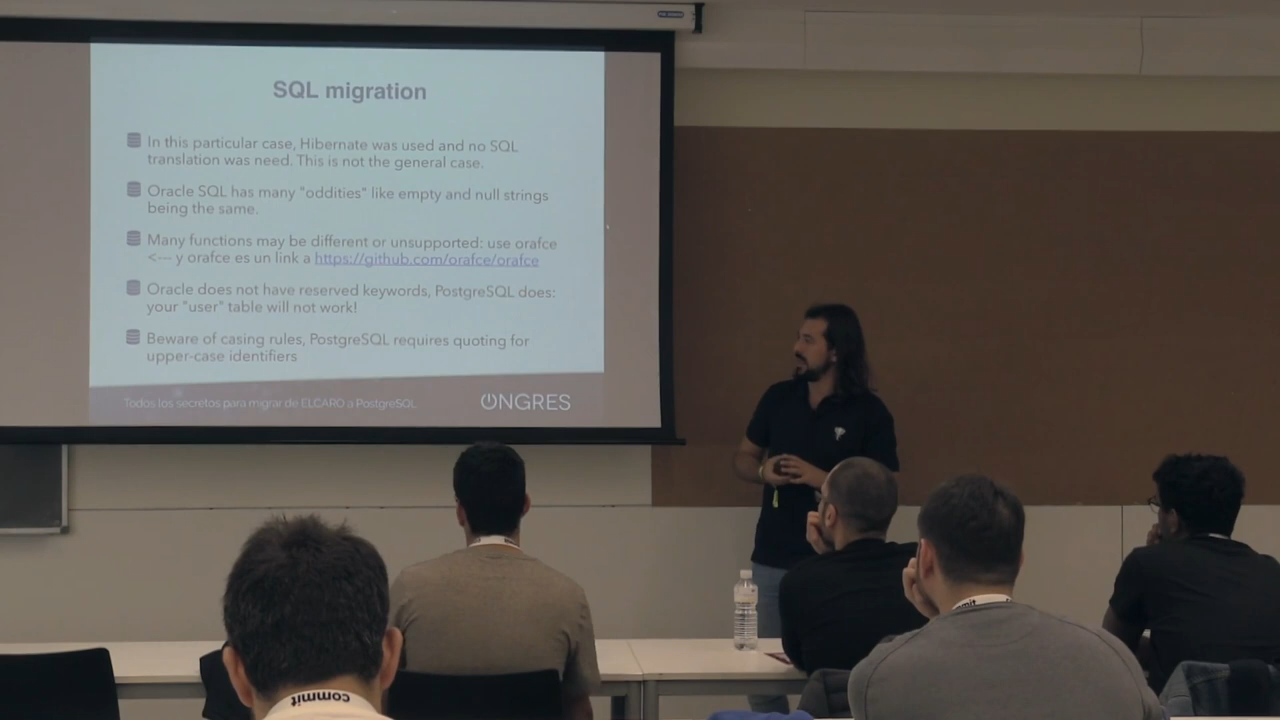 SQL migration
In this particular case, Hibernate was used and no SQL
translation was need. This is not the general case.
Oracle SQL has many "oddities" like empty and null strings
being the same.
Many functions may be different or unsupported: use orafce
<--- y orafce es un link a https://github.com/orafce/orafce
Oracle does not have reserved keywords, PostgreSQL does:
your "user" table will not work!
Beware of casing rules, PostgreSQL requires quoting for
upper-case identifiers
Todos los secretos para migrar de ELCARO a PostgreSQL
ONGRES
commit